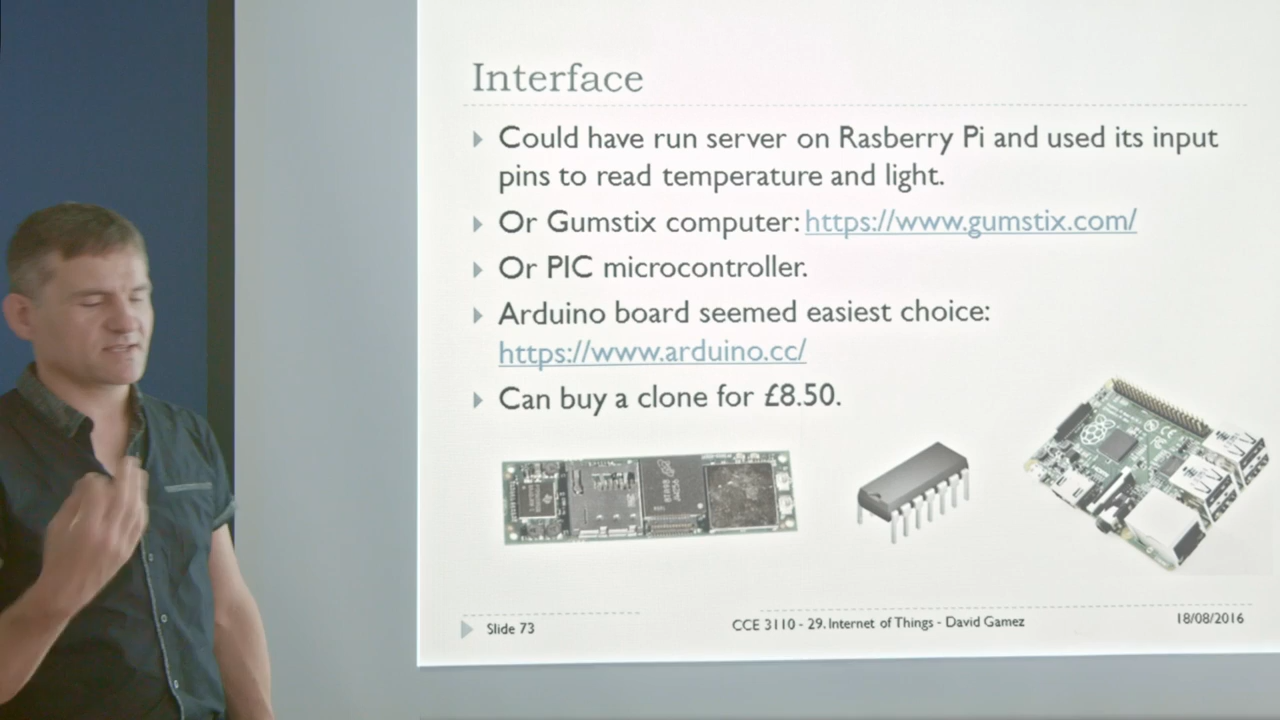 Interface
Could have run server on Rasberry Pi and used its input
pins to read temperature and light.
Or Gumstix computer: https://www.gumstix.com/
Or PIC microcontroller.
Arduino board seemed easiest choice:
https://www.arduino.cc/
Can buy a clone for £8.50.
Slide 73
CCE 3110 - 29. Internet of Things - David Gamez
18/08/2016